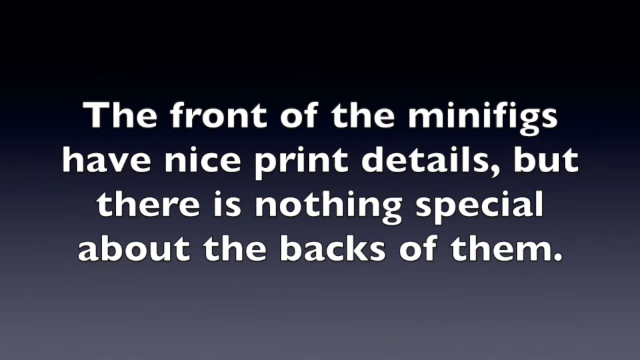 The front of the minifigs
have nice print details, but
there is nothing special
about the backs of them.